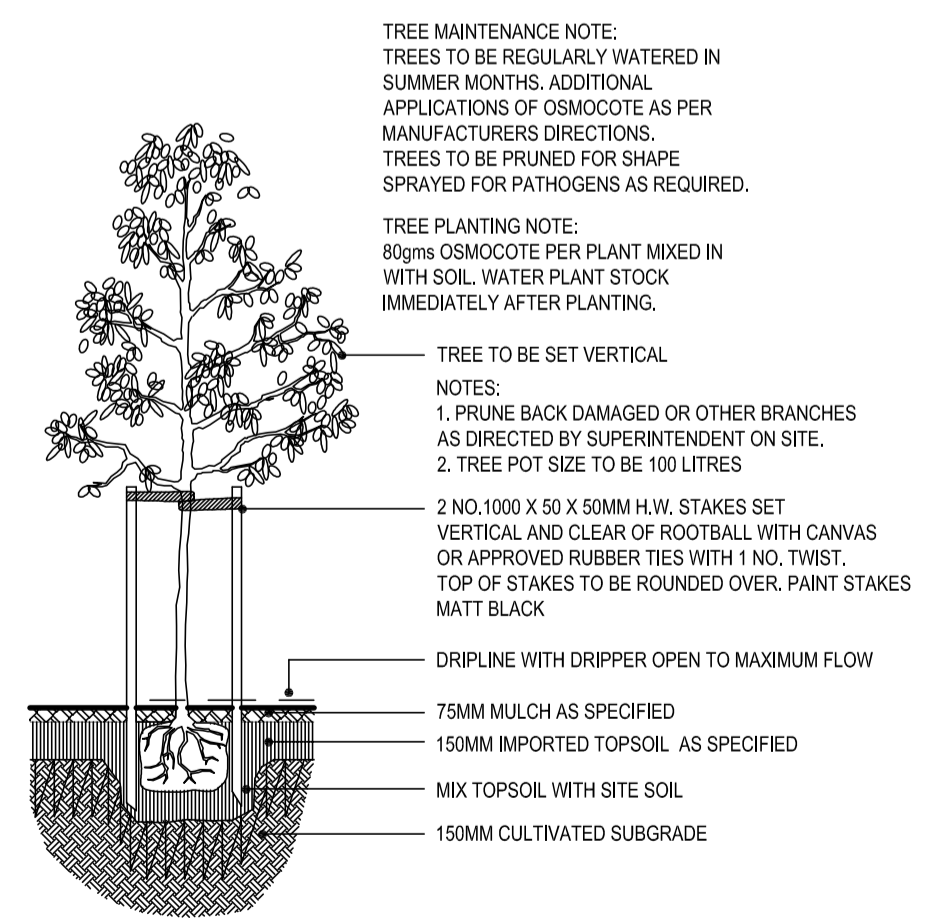 TREE MAINTENANCE NOTE:
TREES TO BE REGULARLY WATERED IN
SUMMER MONTHS. ADDITIONAL
APPLICATIONS OF OSMOCOTE AS PER
MANUFACTURERS DIRECTIONS.
TREES TO BE PRUNED FOR SHAPE
SPRAYED FOR PATHOGENS AS REQUIRED.
TREE PLANTING NOTE:
80gms OSMOCOTE PER PLANT MIXED IN
WITH SOIL. WATER PLANT STOCK
IMMEDIATELY AFTER PLANTING.
TREE TO BE SET VERTICAL
NOTES:
1. PRUNE BACK DAMAGED OR OTHER BRANCHES
AS DIRECTED BY SUPERINTENDENT ON SITE.
2. TREE POT SIZE TO BE 100 LITRES
2 NO.1000 X 50 X 50MM H.W. STAKES SET
VERTICAL AND CLEAR OF ROOTBALL WITH CANVAS
OR APPROVED RUBBER TIES WITH 1 NO. TWIST.
TOP OF STAKES TO BE ROUNDED OVER. PAINT STAKES
MATT BLACK
DRIPLINE WITH DRIPPER OPEN TO MAXIMUM FLOW
75MM MULCH AS SPECIFIED
150MM IMPORTED TOPSOIL AS SPECIFIED
MIX TOPSOIL WITH SITE SOIL
150MM CULTIVATED SUBGRADE